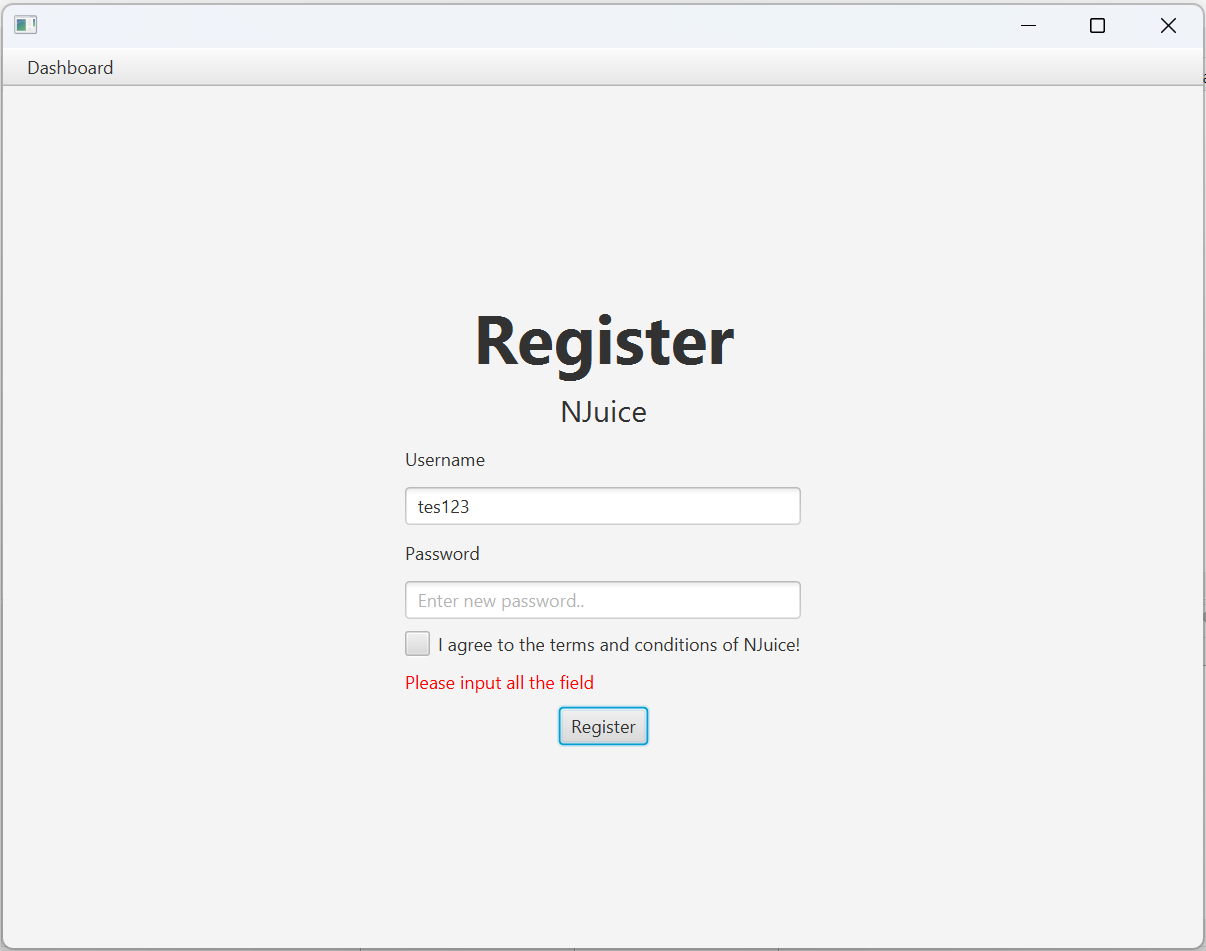 Dashboard
Register
NJuice
Username
tes123
Password
Enter new password..
I agree to the terms and conditions of NJuice!
Please input all the field
Register